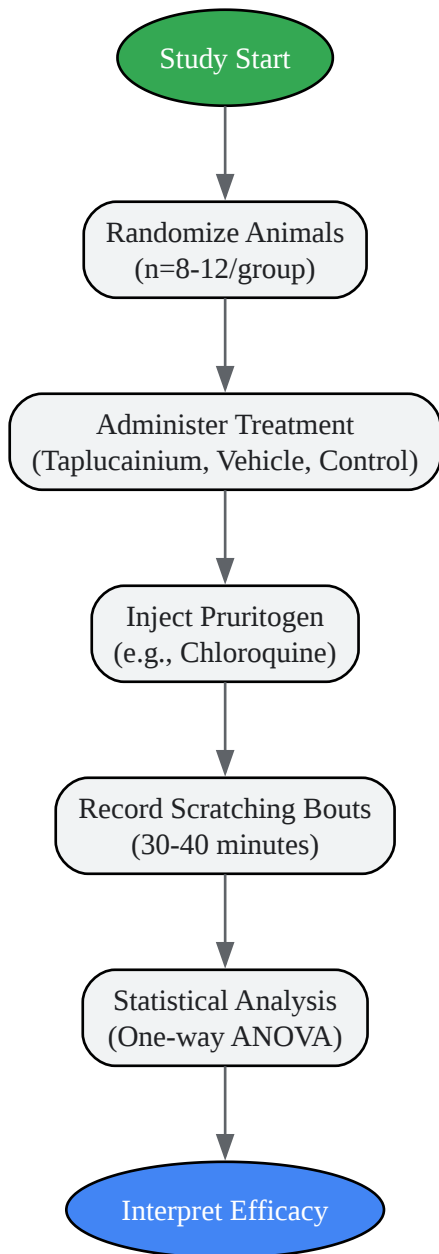 Study Start
Randomize Animals
(n=8-12/group)
Administer Treatment
(Taplucainium, Vehicle, Control)
Inject Pruritogen
(e.g., Chloroquine)
Record Scratching Bouts
(30-40 minutes)
Statistical Analysis
(One-way ANOVA)
Interpret Efficacy